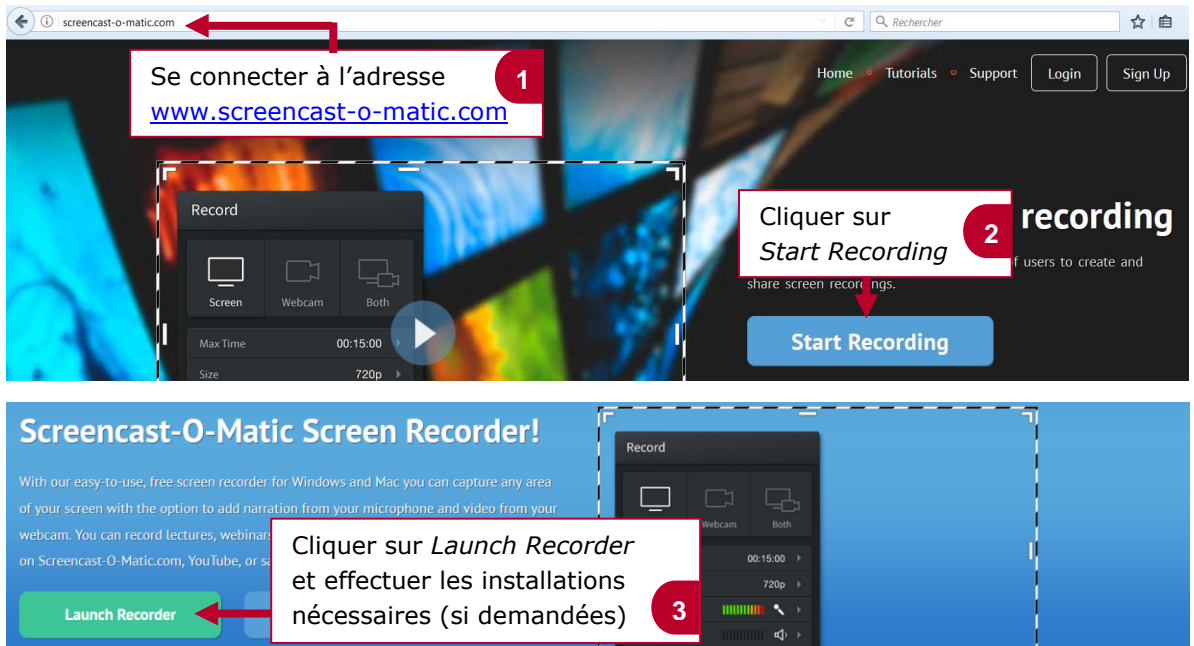 screencast-o-matic.com
Rechercher
Se connecter à l'adresse
www.screencast-o-matic.com
1
Home
Tutorials
Support
Login
Sign Up
Record
Screen
Webcam
Both
Max Time 00:15:00
Size 720p
Cliquer sur
Start Recording
2
recording
of users to create and
share screen recordings.
Start Recording
Screencast-O-Matic Screen Recorder!
With our easy-to-use, free screen recorder for Windows and Mac you can capture any area
of your screen with the option to add narration from your microphone and video from your
webcam. You can record lectures, webinars
on Screencast-O-Matic.com, YouTube, or
Launch Recorder
Cliquer sur Launch Recorder
et effectuer les installations
nécessaires (si demandées)
3
Record
Webcam
Both
00:15:00
720p